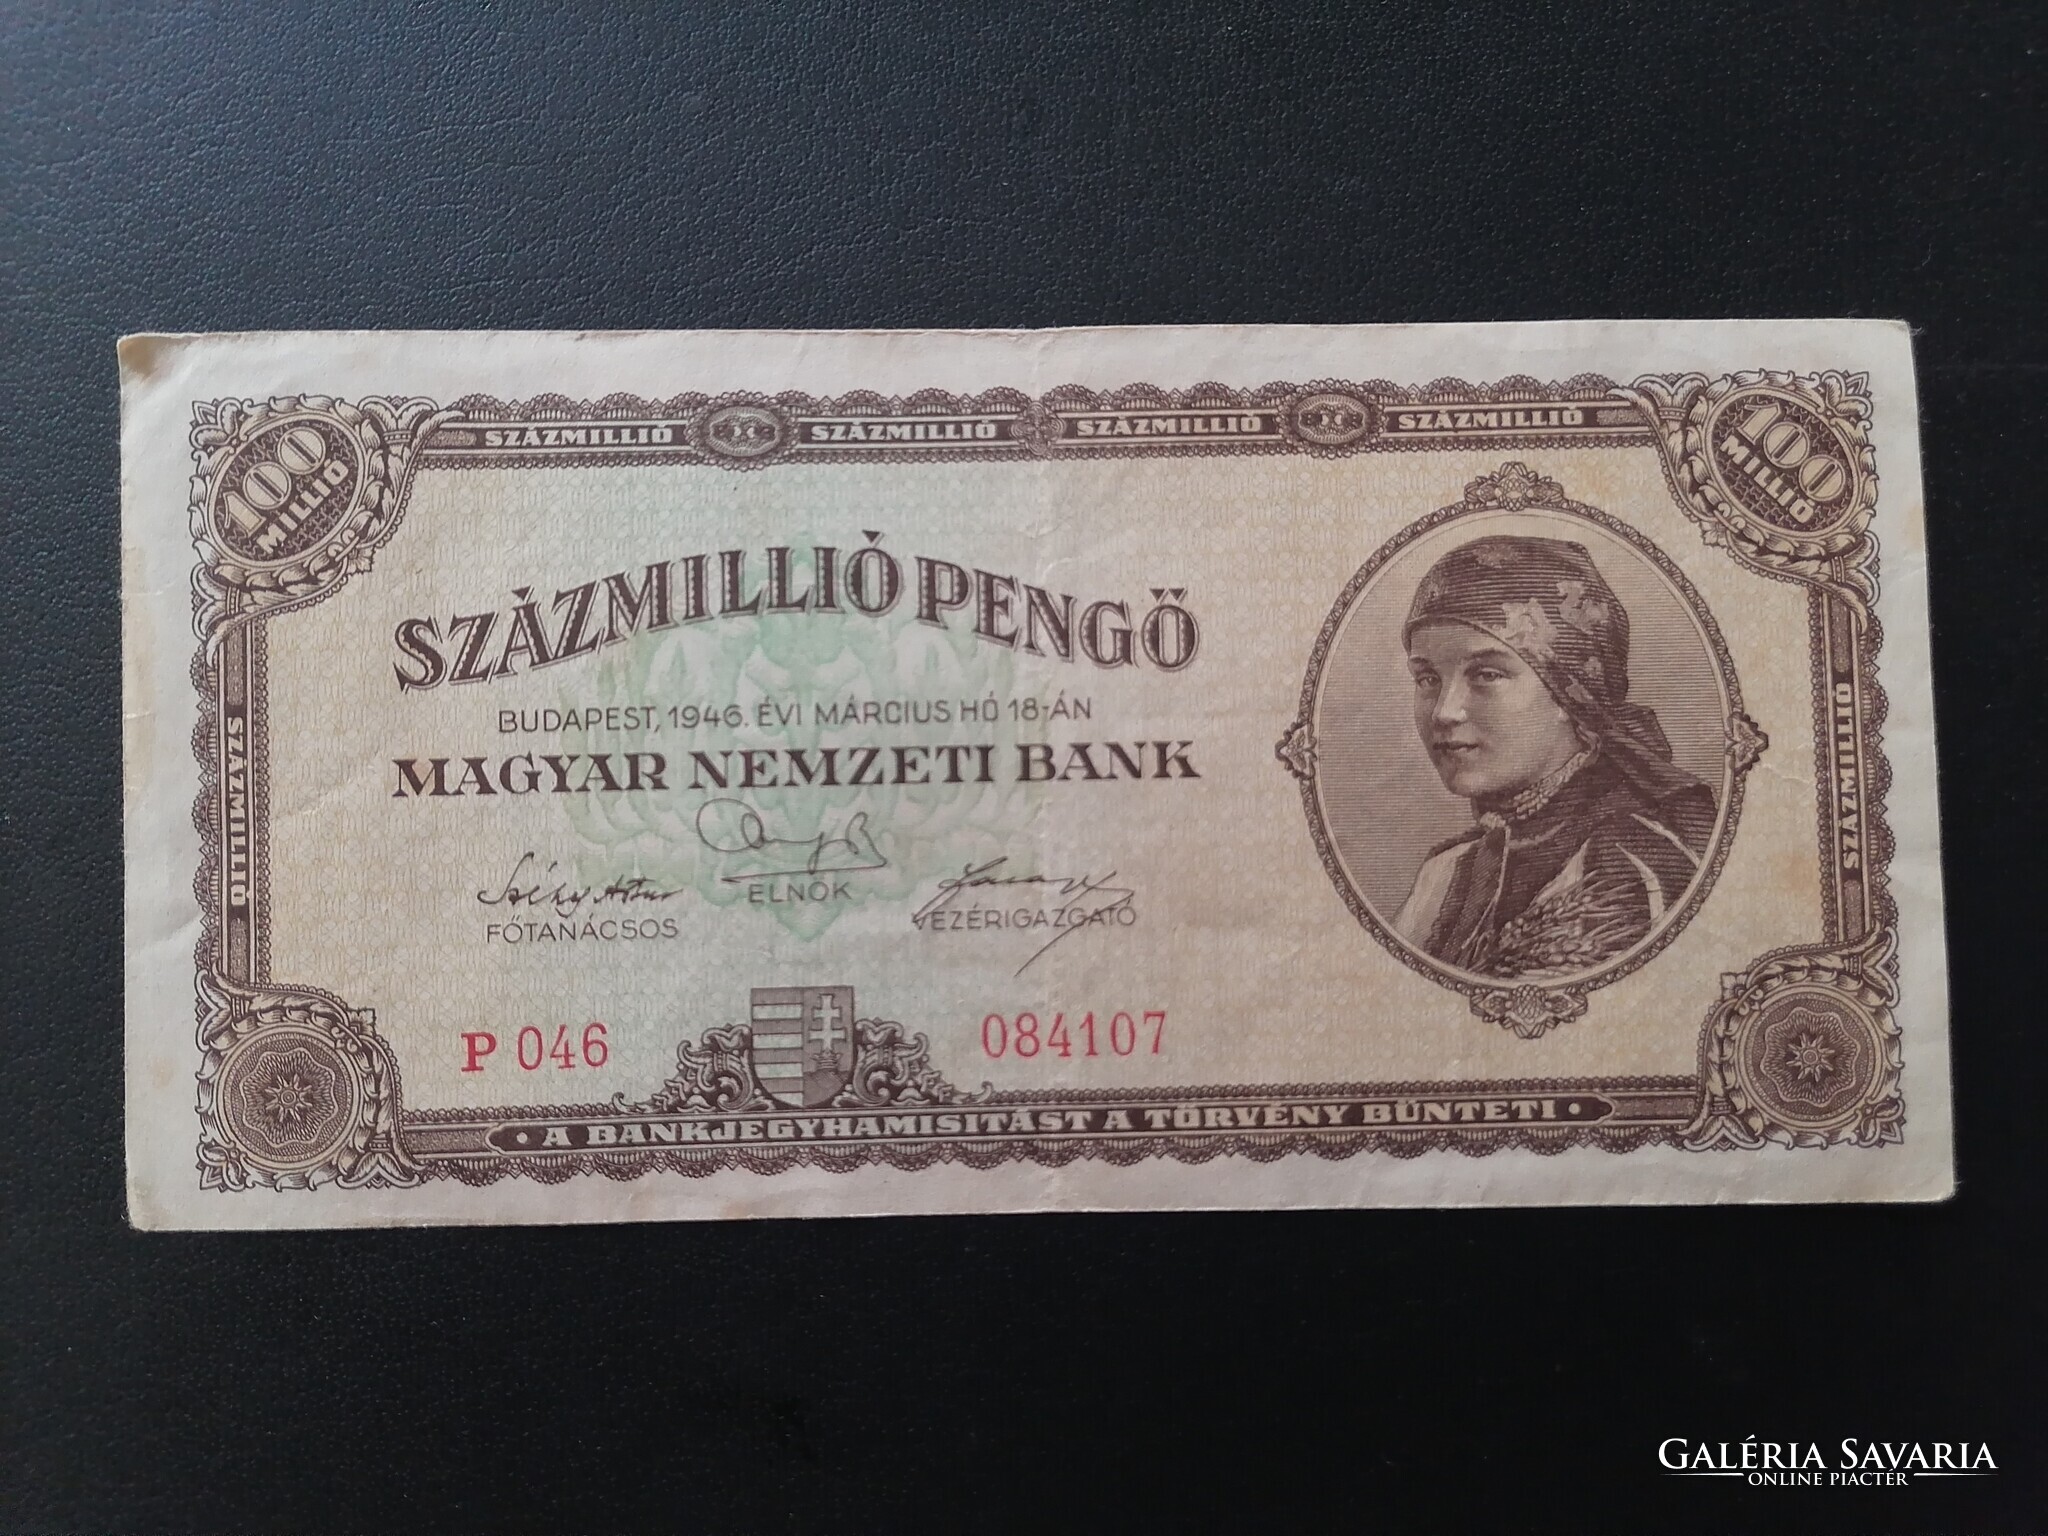 SZÁZMILLIÓ SZÁZMILLIÓ SZÁZMILLIÓ SZÁZMILLIÓ
100 MILLIÓ
100 MILLIÓ
SZÁZMILLIÓ PENGŐ
BUDAPEST, 1946. ÉVI MÁRCIUS HÓ 18-ÁN
MAGYAR NEMZETI BANK
ELNÖK
FŐTANÁCSOS
VEZÉRIGAZGATÓ
SZÁZMILLIÓ
SZÁZMILLIÓ
P 046
084107
• A BANKJEGYHAMISITÁST A TÖRVÉNY BÜNTETI •
GALÉRIA SAVARIA
ONLINE PIACTÉR